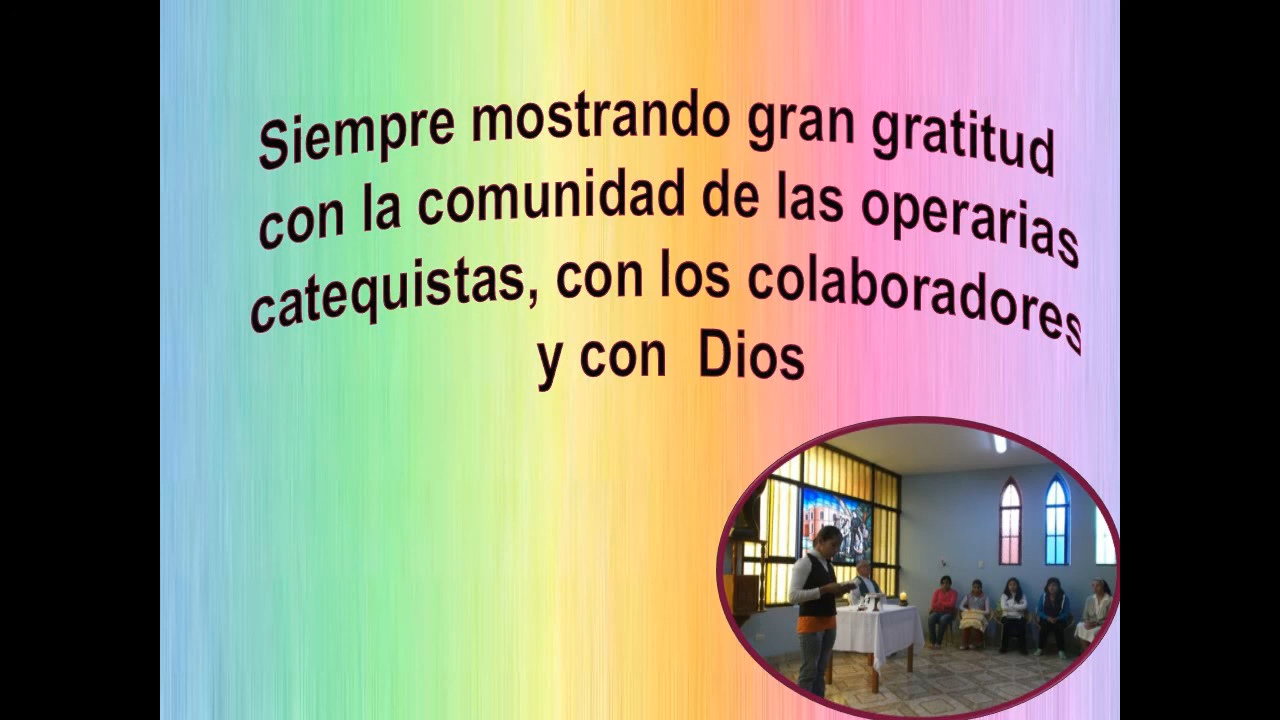 Siempre mostrando gran gratitud
con la comunidad de las operarias
catequistas, con los colaboradores
y con Dios